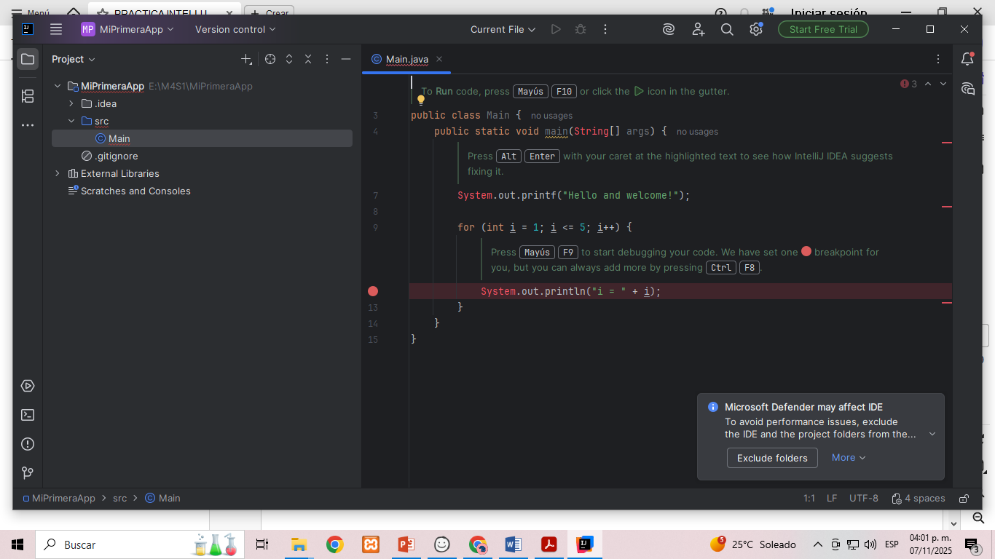 Menú
PRACTICA INTELLIJ
Crear
Iniciar sesión
MP MiPrimeraApp
Version control
Current File
Start Free Trial
Project
Main.java
MiPrimeraApp E:\M4S1\MiPrimeraApp
.idea
src
Main
.gitignore
External Libraries
Scratches and Consoles
3
To Run code, press Mayús F10 or click the icon in the gutter.
3 public class Main { no usages
4 public static void main(String[] args) { no usages
Press Alt Enter with your caret at the highlighted text to see how IntelliJ IDEA suggests
fixing it.
7 System.out.printf("Hello and welcome!");
8
9 for (int i = 1; i <= 5; i++) {
Press Mayús F9 to start debugging your code. We have set one breakpoint for
you, but you can always add more by pressing Ctrl F8.
System.out.println("i = " + i);
13 }
14 }
15 }
Microsoft Defender may affect IDE
To avoid performance issues, exclude
the IDE and the project folders from the...
Exclude folders
More
MiPrimeraApp > src > Main
1:1 LF UTF-8 4 spaces
Buscar
25°C Soleado
ESP
04:01 p. m.
07/11/2025
3